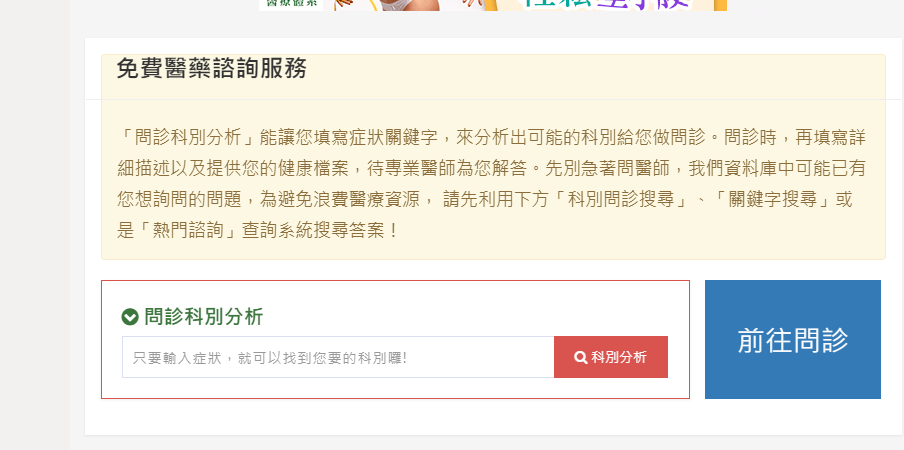 醫療體系
免費醫藥諮詢服務
「問診科別分析」能讓您填寫症狀關鍵字，來分析出可能的科別給您做問診。問診時，再填寫詳
細描述以及提供您的健康檔案，待專業醫師為您解答。先別急著問醫師，我們資料庫中可能已有
您想詢問的問題，為避免浪費醫療資源， 請先利用下方「科別問診搜尋」、「關鍵字搜尋」或
是「熱門諮詢」查詢系統搜尋答案！
問診科別分析
只要輸入症狀，就可以找到您要的科別喔!
科別分析
前往問診